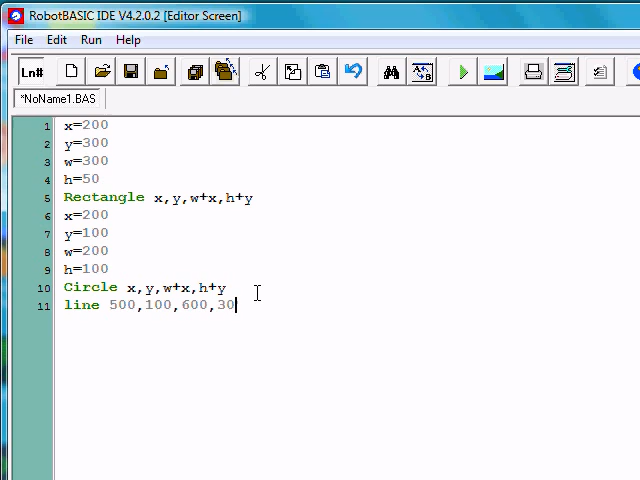 RobotBASIC IDE V4.2.0.2 [Editor Screen]
File Edit Run Help
Ln#
A→B
*NoName1.BAS
1 x=200
2 y=300
3 w=300
4 h=50
5 Rectangle x,y,w+x,h+y
6 x=200
7 y=100
8 w=200
9 h=100
10 Circle x,y,w+x,h+y
11 line 500,100,600,30